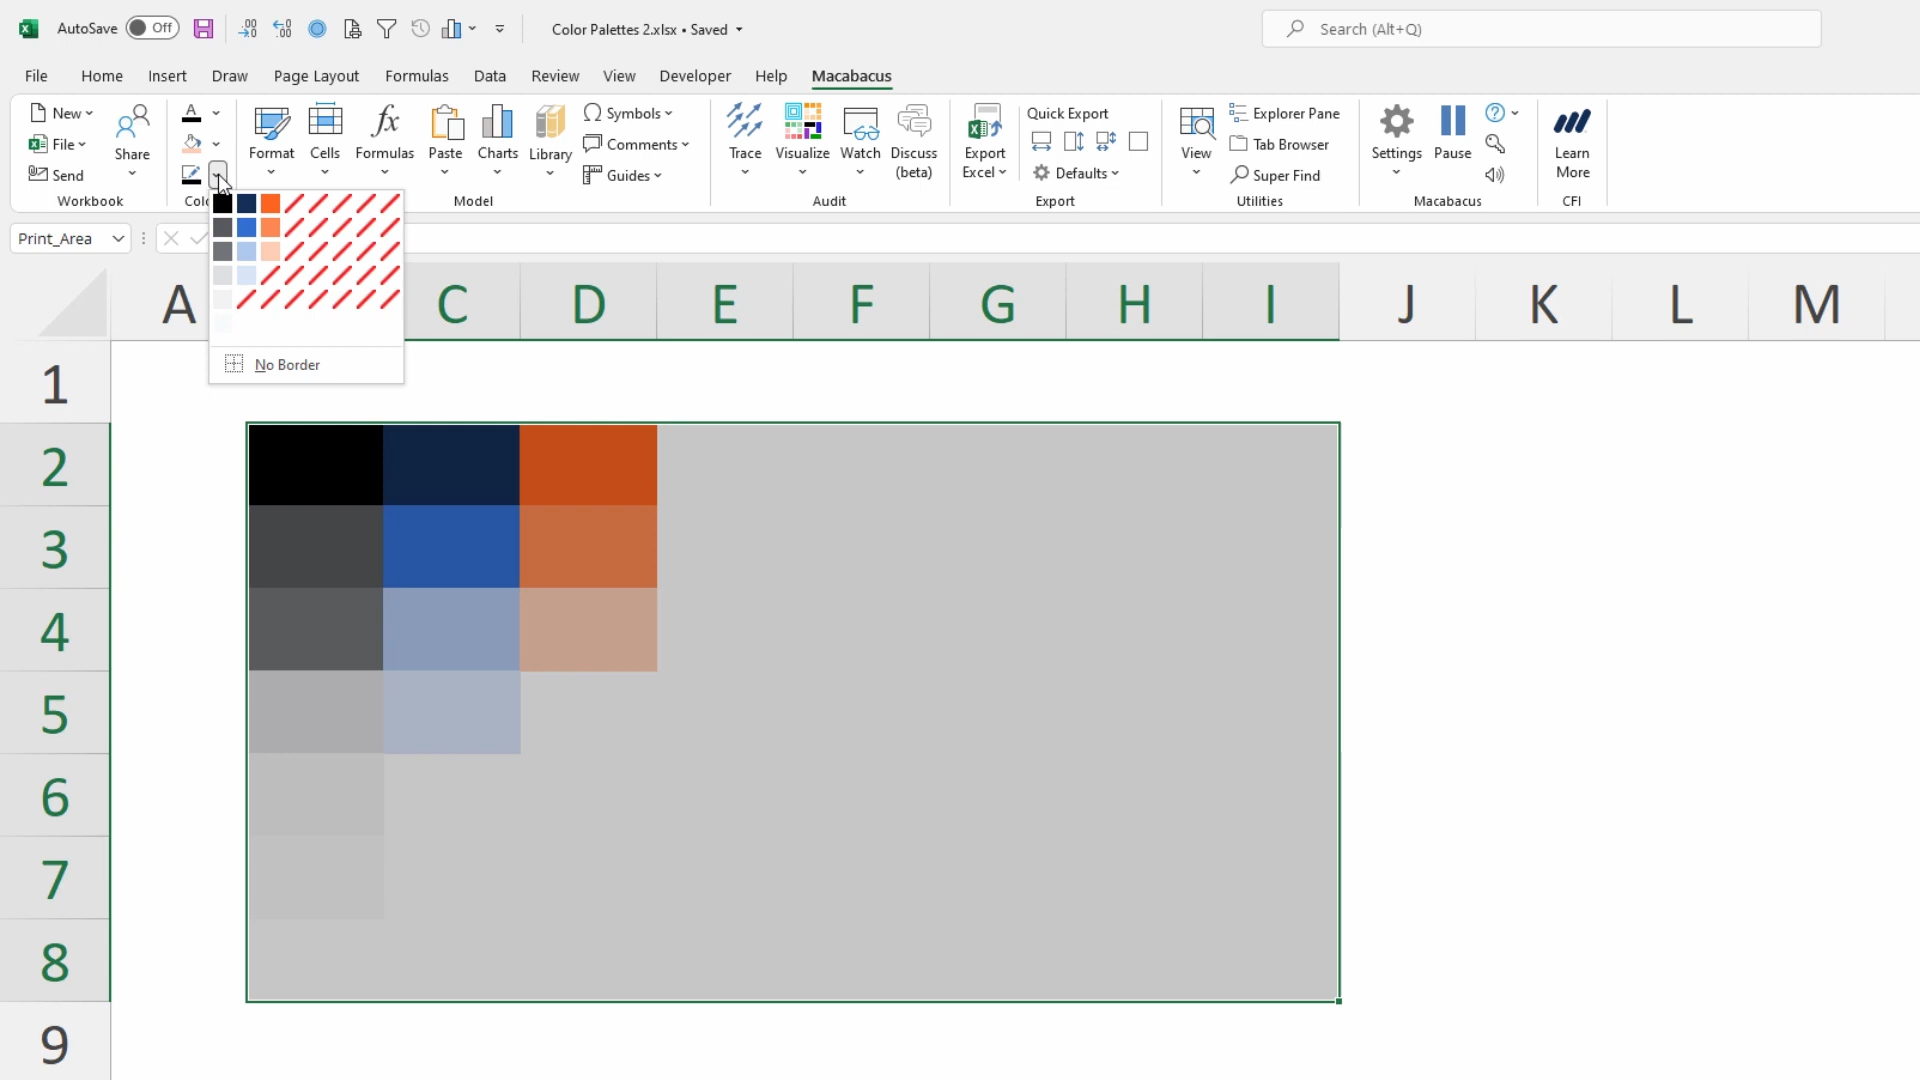 AutoSave Off Color Palettes 2.xlsx • Saved Search (Alt+Q)
File Home Insert Draw Page Layout Formulas Data Review View Developer Help Macabacus
New
File
Send
Workbook
Share
Format
Cells
Formulas
Paste
Charts
Library
Symbols
Comments
Guides
Model
Trace
Visualize
Watch
Discuss
(beta)
Audit
Export
Excel
Quick Export
Defaults
Export
View
Explorer Pane
Tab Browser
Super Find
Utilities
Settings
Pause
Macabacus
Learn
More
CFI
Print_Area
No Border
A C D E F G H I J K L M
1
2
3
4
5
6
7
8
9